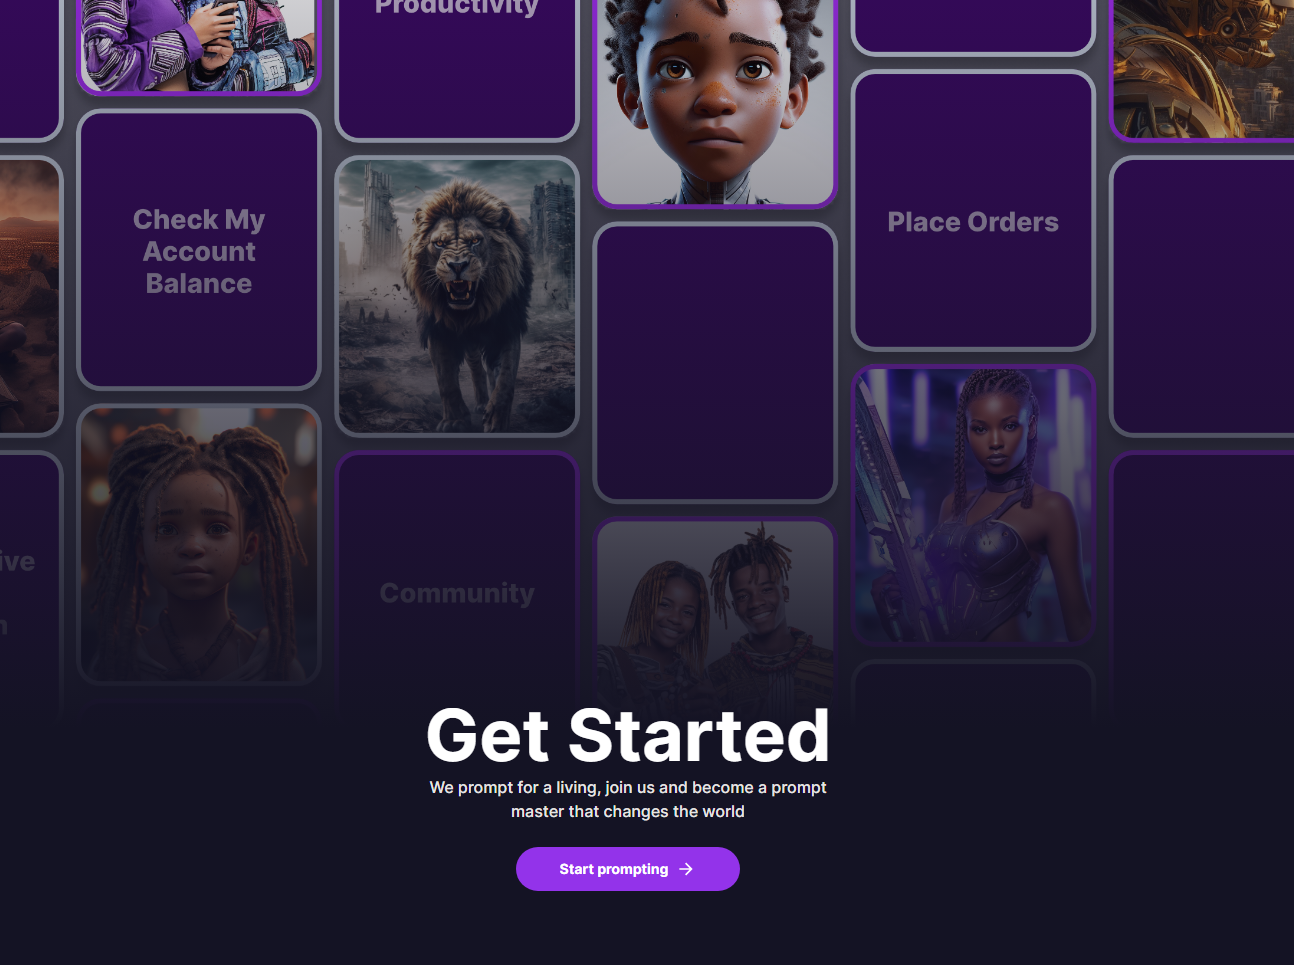 Productivity
Check My
Account
Balance
Place Orders
Community
Get Started
We prompt for a living, join us and become a prompt
master that changes the world
Start prompting